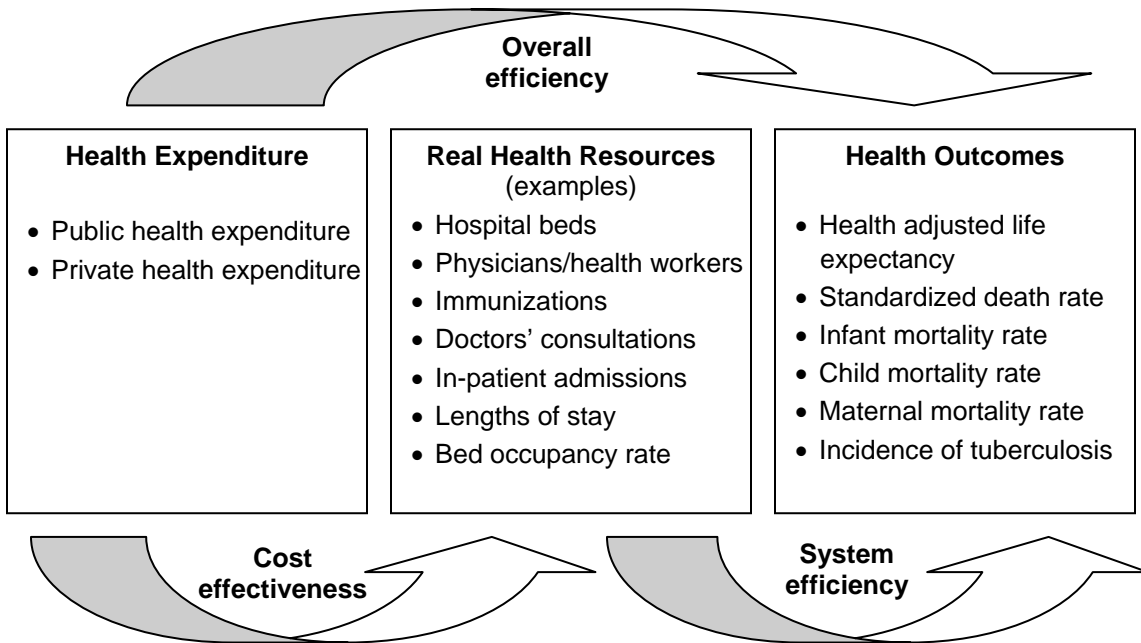 Overall
efficiency
Health Expenditure
• Public health expenditure
• Private health expenditure
Real Health Resources
(examples)
• Hospital beds
• Physicians/health workers
• Immunizations
• Doctors’ consultations
• In-patient admissions
• Lengths of stay
• Bed occupancy rate
Health Outcomes
• Health adjusted life
expectancy
• Standardized death rate
• Infant mortality rate
• Child mortality rate
• Maternal mortality rate
• Incidence of tuberculosis
Cost
effectiveness
System
efficiency